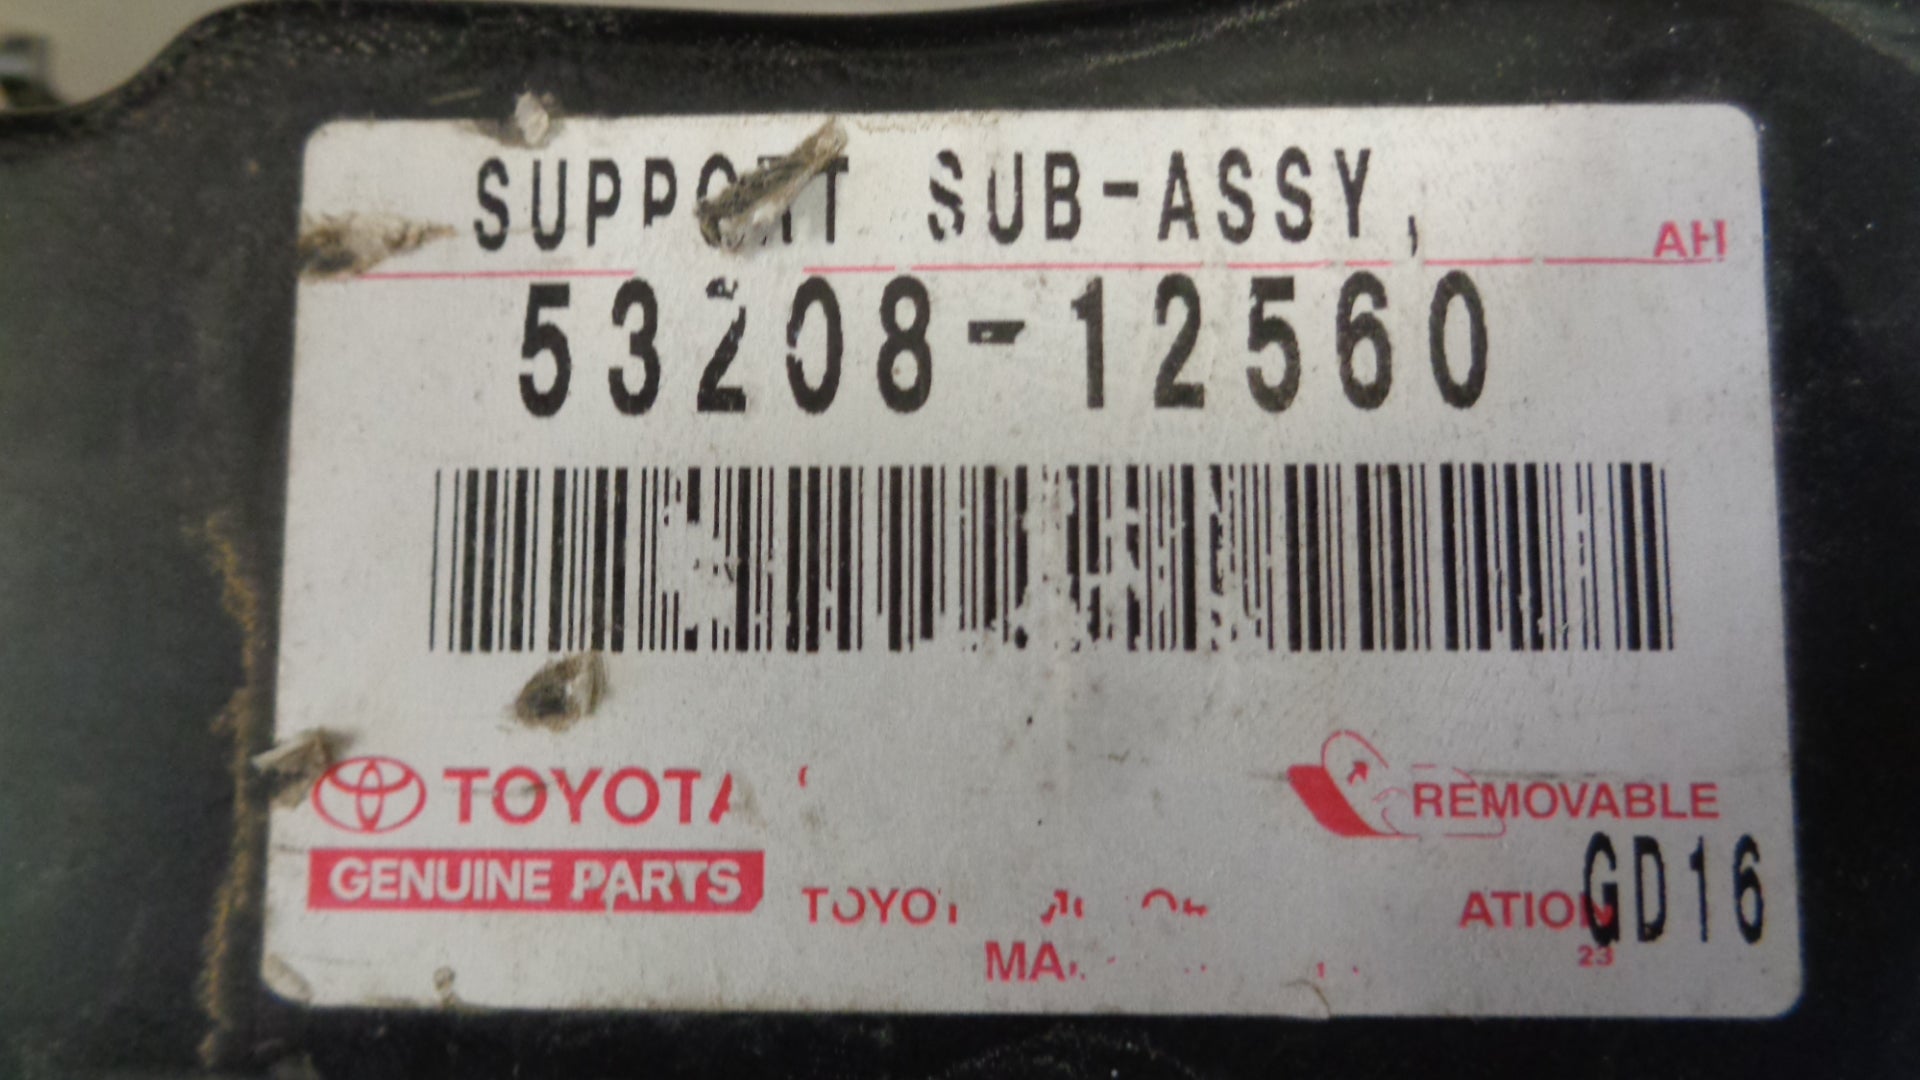 SUPPORT SUB-ASSY,
AH
53208-12560
TOYOTA
REMOVABLE
GENUINE PARTS
GD16
23